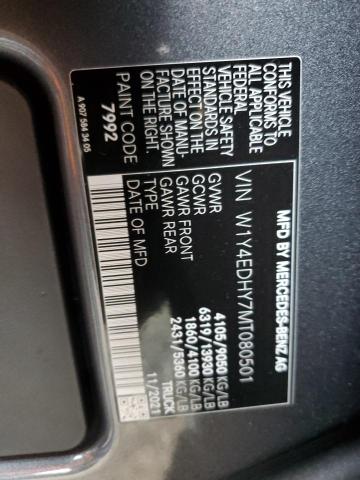 MFD BY MERCEDES-BENZ AG
VIN W1Y4EDHY7MT080501
GVWR 4105/9050 KG/LB
GCWR 6319/13930 KG/LB
GAWR FRONT 1860/4100 KG/LB
GAWR REAR 2431/5360 KG/LB
TYPE TRUCK
DATE OF MFD 11/2021
THIS VEHICLE CONFORMS TO
ALL APPLICABLE FEDERAL MOTOR
VEHICLE SAFETY
STANDARDS IN
EFFECT ON THE
DATE OF MANU-
FACTURE SHOWN
ON THE RIGHT.
PAINT CODE
7992
A 907 584 34 05